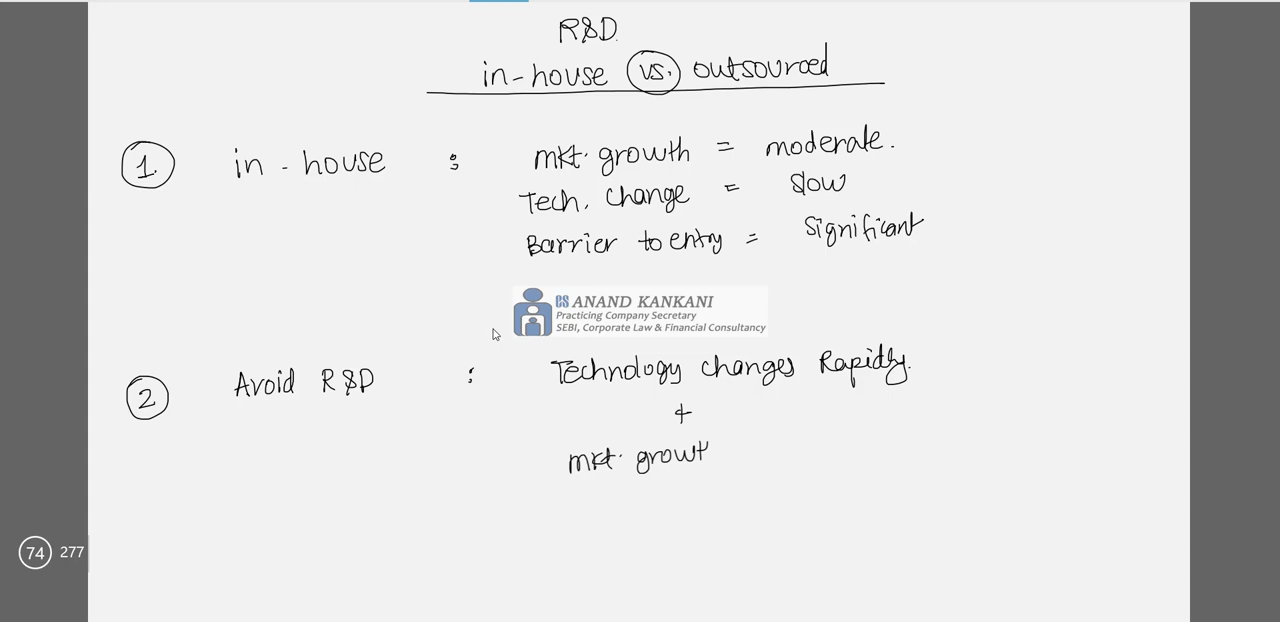 R&D.
in-house vs. outsourced
1. in-house : mkt. growth = moderate.
Tech. change = slow
Barrier to entry = significant
CS ANAND KANKANI
Practicing Company Secretary
SEBI, Corporate Law & Financial Consultancy
2 Avoid R&D : Technology changes Rapidly.
+
mkt. growt
74 277